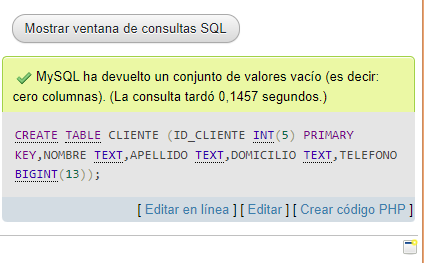 Mostrar ventana de consultas SQL
MySQL ha devuelto un conjunto de valores vacío (es decir:
cero columnas). (La consulta tardó 0,1457 segundos.)
CREATE TABLE CLIENTE (ID_CLIENTE INT(5) PRIMARY
KEY,NOMBRE TEXT,APELLIDO TEXT,DOMICILIO TEXT,TELEFONO
BIGINT(13));
[ Editar en línea ] [ Editar ] [ Crear código PHP ]